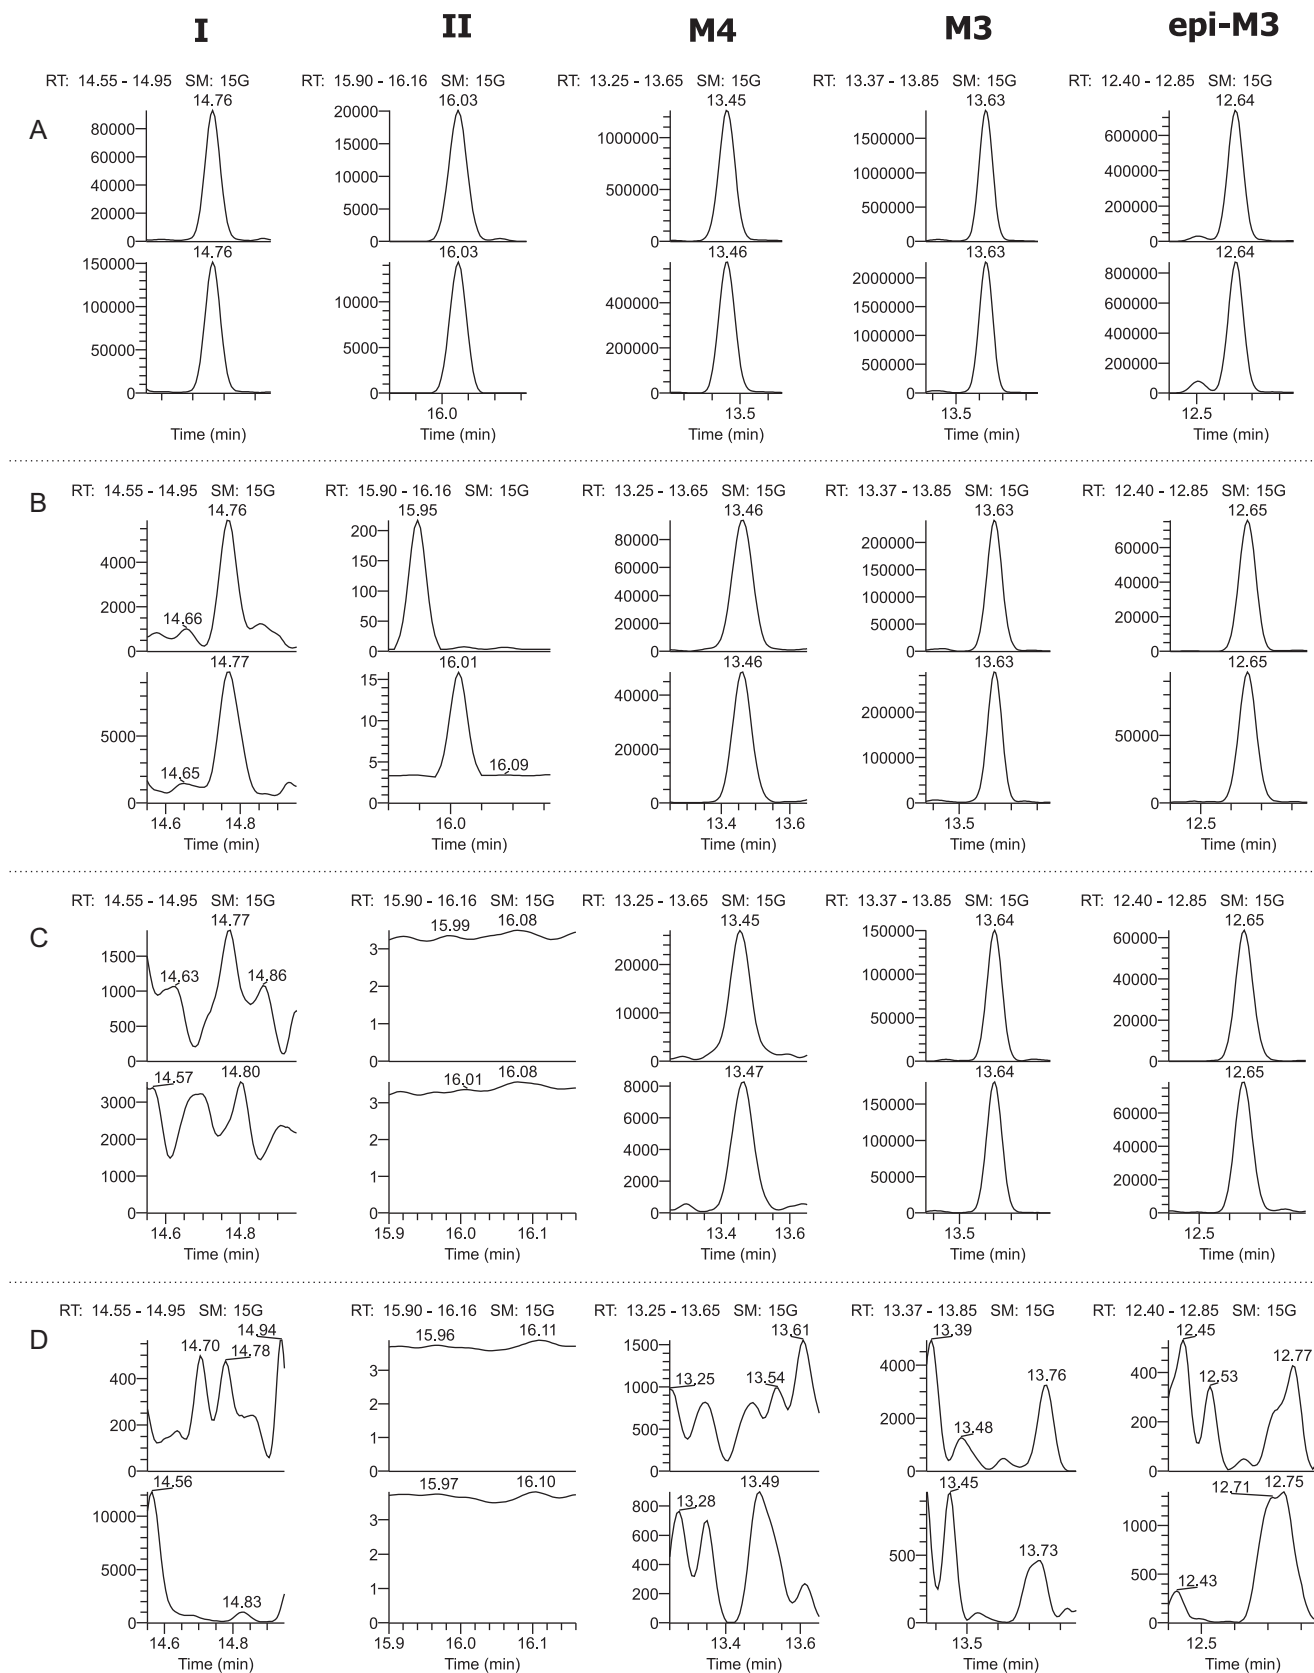 I II M4 M3 epi-M3
RT: 14.55 - 14.95 SM: 15G RT: 15.90 - 16.16 SM: 15G RT: 13.25 - 13.65 SM: 15G RT: 13.37 - 13.85 SM: 15G RT: 12.40 - 12.85 SM: 15G
14.76 16.03 13.45 13.63 12.64
A
80000 60000 40000 20000 0
20000 15000 10000 5000 0
1000000 500000 0
1500000 1000000 500000 0
600000 400000 200000 0
14.76 16.03 13.46 13.63 12.64
150000 100000 50000 0
10000 5000 0
400000 200000 0
2000000 1500000 1000000 500000 0
800000 600000 400000 200000 0
16.0 13.5 13.5 12.5
Time (min) Time (min) Time (min) Time (min) Time (min)
B
RT: 14.55 - 14.95 SM: 15G RT: 15.90 - 16.16 SM: 15G RT: 13.25 - 13.65 SM: 15G RT: 13.37 - 13.85 SM: 15G RT: 12.40 - 12.85 SM: 15G
14.76 15.95 13.46 13.63 12.65
14.66
4000 2000 0
200 150 100 50 0
80000 60000 40000 20000 0
200000 150000 100000 50000 0
60000 40000 20000 0
14.77 16.01 13.46 13.63 12.65
14.65 16.09
5000 0
15 10 5 0
40000 20000 0
200000 100000 0
50000 0
14.6 14.8 16.0 13.4 13.6 13.5 12.5
Time (min) Time (min) Time (min) Time (min) Time (min)
RT: 14.55 - 14.95 SM: 15G RT: 15.90 - 16.16 SM: 15G RT: 13.25 - 13.65 SM: 15G RT: 13.37 - 13.85 SM: 15G RT: 12.40 - 12.85 SM: 15G
C
14.77 15.99 16.08 13.45 13.64 12.65
14.63 14.86
1500 1000 500 0
3 2 1 0
20000 10000 0
150000 100000 50000 0
60000 40000 20000 0
14.57 14.80 16.01 16.08 13.47 13.64 12.65
3000 2000 1000 0
3 2 1 0
8000 6000 4000 2000 0
150000 100000 50000 0
60000 40000 20000 0
14.6 14.8 15.9 16.0 16.1 13.4 13.6 13.5 12.5
Time (min) Time (min) Time (min) Time (min) Time (min)
RT: 14.55 - 14.95 SM: 15G RT: 15.90 - 16.16 SM: 15G RT: 13.25 - 13.65 SM: 15G RT: 13.37 - 13.85 SM: 15G RT: 12.40 - 12.85 SM: 15G
D
14.70 14.78 14.94 15.96 16.11 13.25 13.54 13.61 13.39 13.48 13.76 12.45 12.53 12.77
400 200 0
3 2 1 0
1500 1000 500 0
4000 2000 0
400 200 0
14.56 14.83 15.97 16.10 13.28 13.49 13.45 13.73 12.43 12.71 12.75
10000 5000 0
3 2 1 0
800 600 400 200 0
500 0
1000 500 0
14.6 14.8 15.9 16.0 16.1 13.4 13.6 13.5 12.5
Time (min) Time (min) Time (min) Time (min) Time (min)